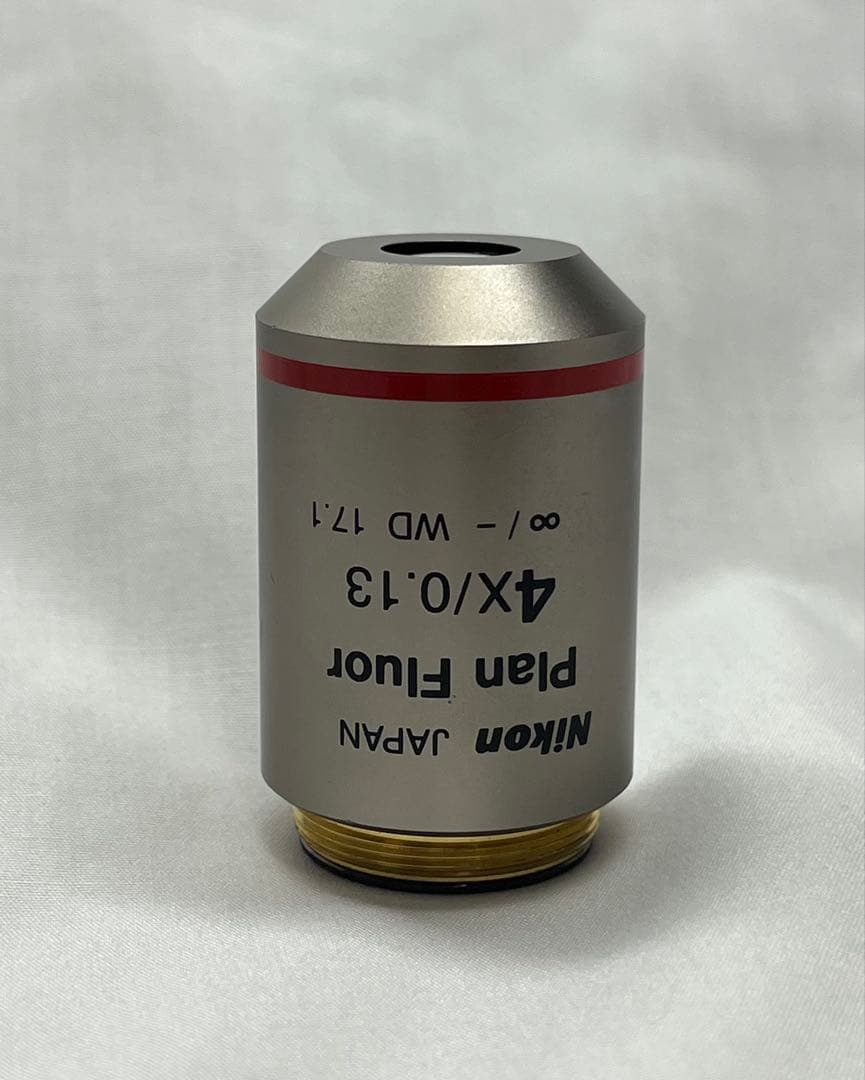 Nikon JAPAN
Plan Fluor
4X/0.13
∞/- WD 17.1